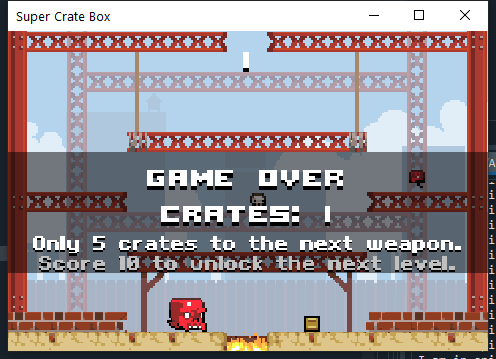 Super Crate Box
GAME OVER
CRATES: 1
Only 5 crates to the next weapon.
Score 10 to unlock the next level.